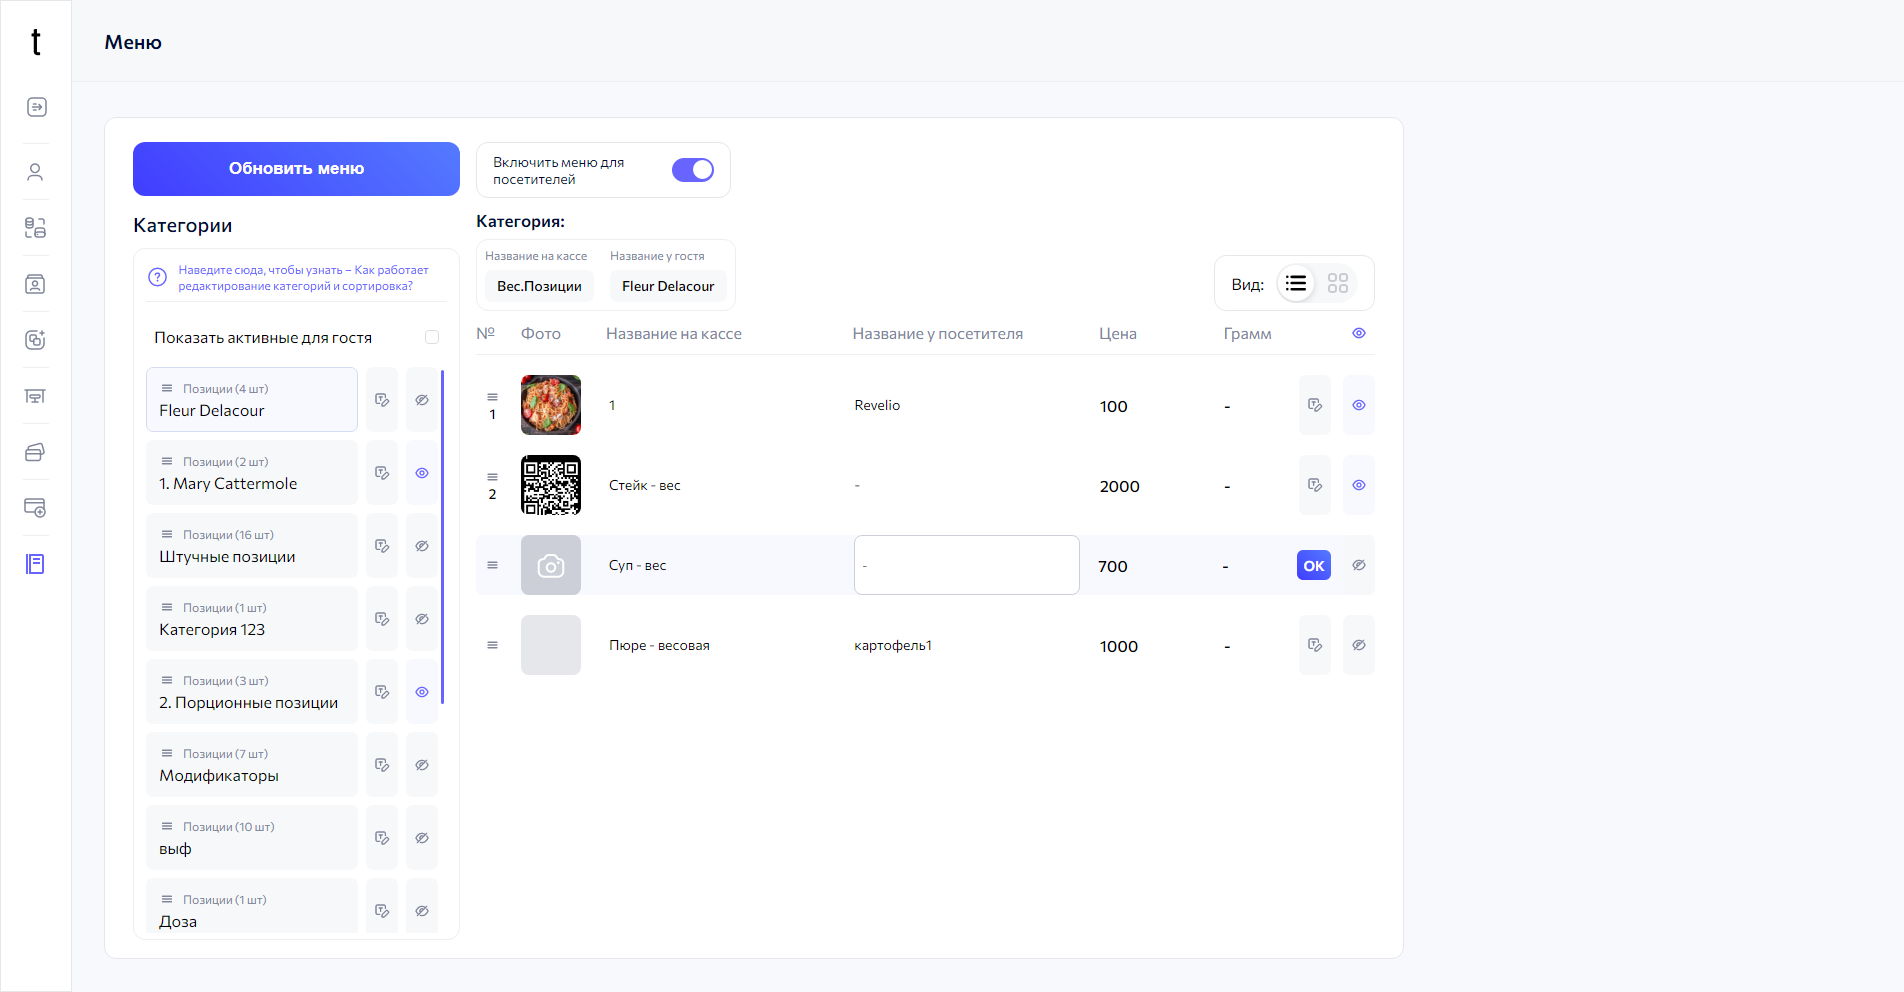 t
Меню
Обновить меню
Включить меню для
посетителей
Категории
Категория:
Название на кассе
Название у гостя
Вес.Позиции
Fleur Delacour
Наведите сюда, чтобы узнать – Как работает
редактирование категорий и сортировка?
Вид:
Показать активные для гостя
№
Фото
Название на кассе
Название у посетителя
Цена
Грамм
Позиции (4 шт)
Fleur Delacour
Позиции (2 шт)
1. Mary Cattermole
Позиции (16 шт)
Штучные позиции
Позиции (1 шт)
Категория 123
Позиции (3 шт)
2. Порционные позиции
Позиции (7 шт)
Модификаторы
Позиции (10 шт)
выф
Позиции (1 шт)
Доза
1
1
Revelio
100
-
2
Стейк - вес
-
2000
-
Суп - вес
-
700
-
OK
Пюре - весовая
картофель1
1000
-